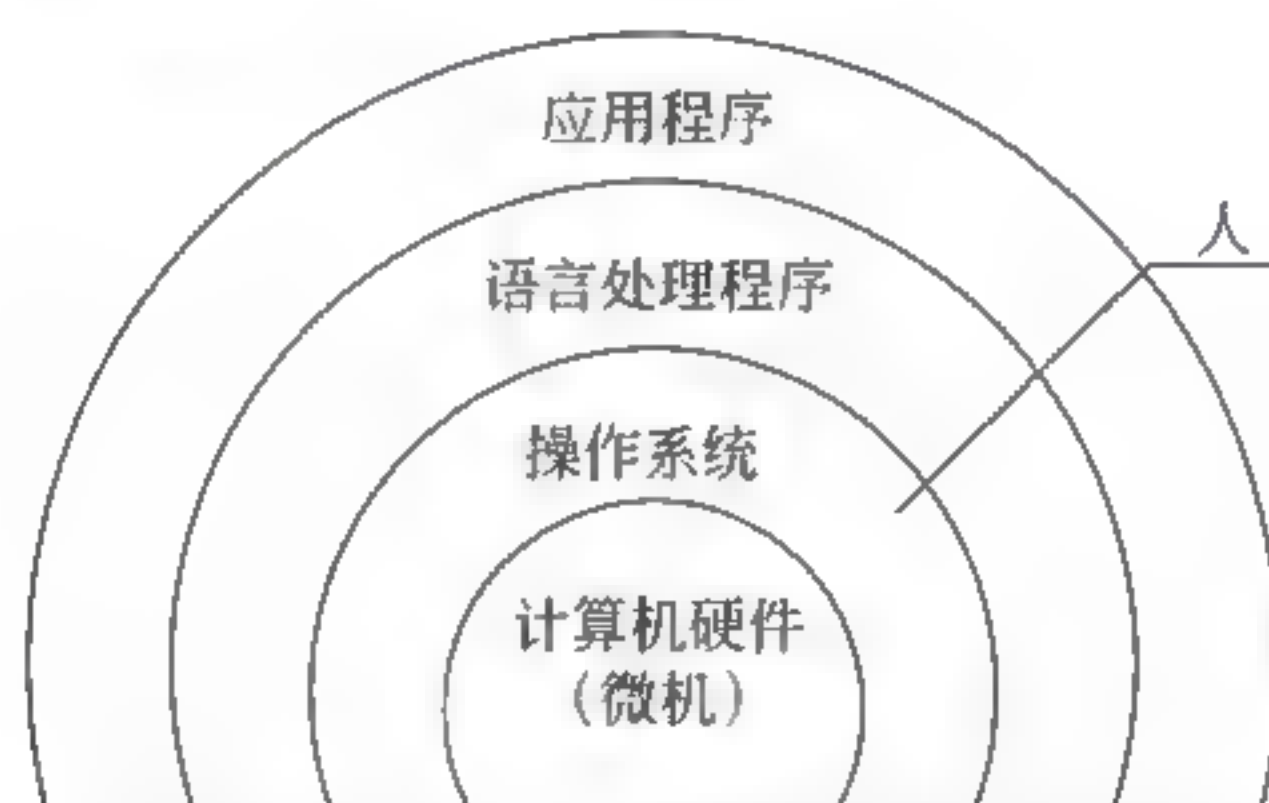 应用程序
人
语言处理程序
操作系统
计算机硬件
（微机）